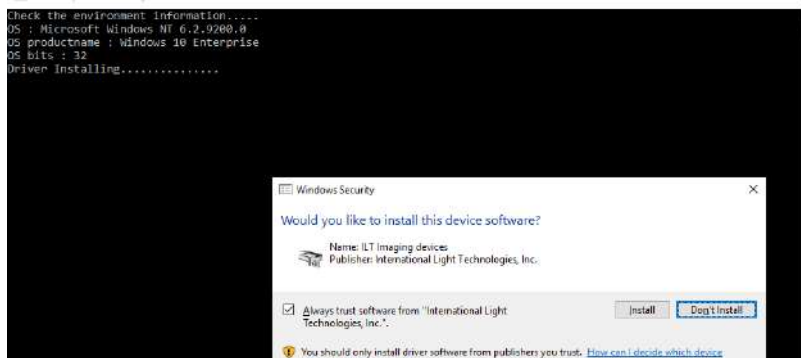 Check the environment information.....
OS : Microsoft Windows NT 6.2.9200.0
OS productname : Windows 10 Enterprise
OS bits : 32
Driver Installing...............
Windows Security
Would you like to install this device software?
Name: ILT Imaging devices
Publisher: International Light Technologies, Inc.
Always trust software from "International Light
Technologies, Inc.".
Install
Don't Install
You should only install driver software from publishers you trust. How can I decide which device